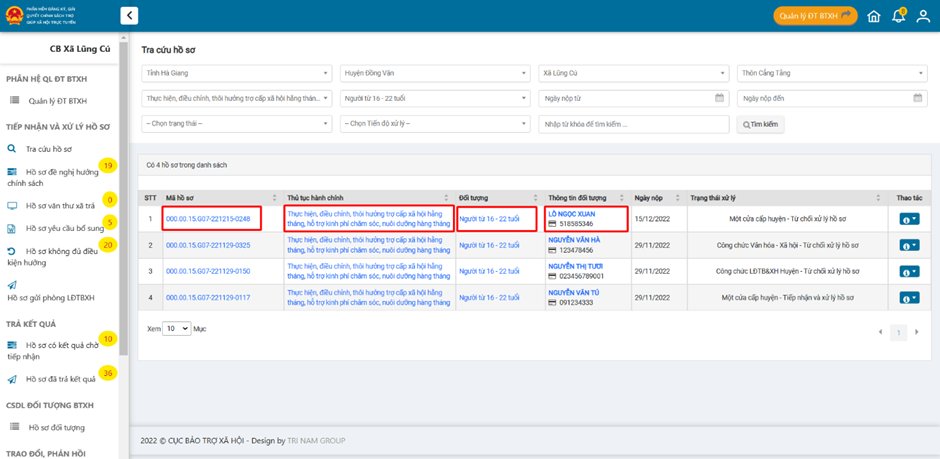 PHẦN MỀM ĐĂNG KÝ, GIẢI
QUYẾT CHÍNH SÁCH TRỢ
GIÚP XÃ HỘI TRỰC TUYẾN
Quản lý ĐT BTXH
8
CB Xã Lũng Cú
PHÂN HỆ QL ĐT BTXH
Quản lý ĐT BTXH
TIẾP NHẬN VÀ XỬ LÝ HỒ SƠ
Tra cứu hồ sơ
19
Hồ sơ đề nghị hưởng
chính sách
0
Hồ sơ văn thư xã trả
5
Hồ sơ yêu cầu bổ sung
20
Hồ sơ không đủ điều
kiện hưởng
Hồ sơ gửi phòng LĐTBXH
TRẢ KẾT QUẢ
10
Hồ sơ có kết quả chờ
tiếp nhận
36
Hồ sơ đã trả kết quả
CSDL ĐỐI TƯỢNG BTXH
Hồ sơ đối tượng
TRAO ĐỔI, PHẢN HỒI
Tra cứu hồ sơ
Tỉnh Hà Giang Huyện Đồng Văn Xã Lũng Cú Thôn Cẳng Tằng
Thực hiện, điều chỉnh, thôi hưởng trợ cấp xã hội hằng thán... Người từ 16 - 22 tuổi Ngày nộp từ Ngày nộp đến
-- Chọn trạng thái -- -- Chọn Tiến độ xử lý -- Nhập từ khóa để tìm kiếm ... Tìm kiếm
Có 4 hồ sơ trong danh sách
STT Mã hồ sơ Thủ tục hành chính Đối tượng Thông tin đối tượng Ngày nộp Trạng thái xử lý Thao tác
1 000.00.15.G07-221215-0248 Thực hiện, điều chỉnh, thôi hưởng trợ cấp xã hội hằng tháng, hỗ trợ kinh phí chăm sóc, nuôi dưỡng hàng tháng Người từ 16 - 22 tuổi LÒ NGỌC XUAN 518585346 15/12/2022 Một cửa cấp huyện - Từ chối xử lý hồ sơ
2 000.00.15.G07-221129-0325 Thực hiện, điều chỉnh, thôi hưởng trợ cấp xã hội hằng tháng, hỗ trợ kinh phí chăm sóc, nuôi dưỡng hàng tháng Người từ 16 - 22 tuổi NGUYỄN VĂN HÀ 123478456 29/11/2022 Công chức Văn hóa - Xã hội - Từ chối xử lý hồ sơ
3 000.00.15.G07-221129-0150 Thực hiện, điều chỉnh, thôi hưởng trợ cấp xã hội hằng tháng, hỗ trợ kinh phí chăm sóc, nuôi dưỡng hàng tháng Người từ 16 - 22 tuổi NGUYỄN THỊ TƯƠI 023456789001 29/11/2022 Công chức LĐTB&XH Huyện - Từ chối xử lý hồ sơ
4 000.00.15.G07-221129-0117 Thực hiện, điều chỉnh, thôi hưởng trợ cấp xã hội hằng tháng, hỗ trợ kinh phí chăm sóc, nuôi dưỡng hàng tháng Người từ 16 - 22 tuổi NGUYỄN VĂN TÚ 091234333 29/11/2022 Một cửa cấp huyện - Tiếp nhận và xử lý hồ sơ
Xem 10 Mục
1
2022 © CỤC BẢO TRỢ XÃ HỘI - Design by TRI NAM GROUP